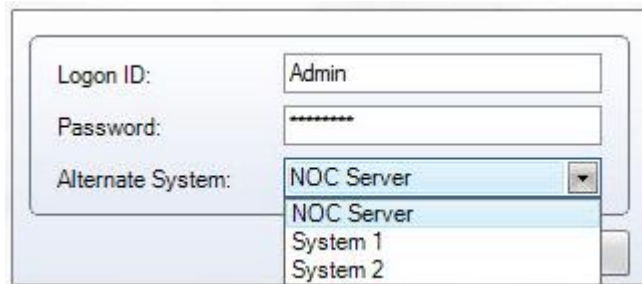 Logon ID: Admin
Password: ********
Alternate System: NOC Server
NOC Server
System 1
System 2